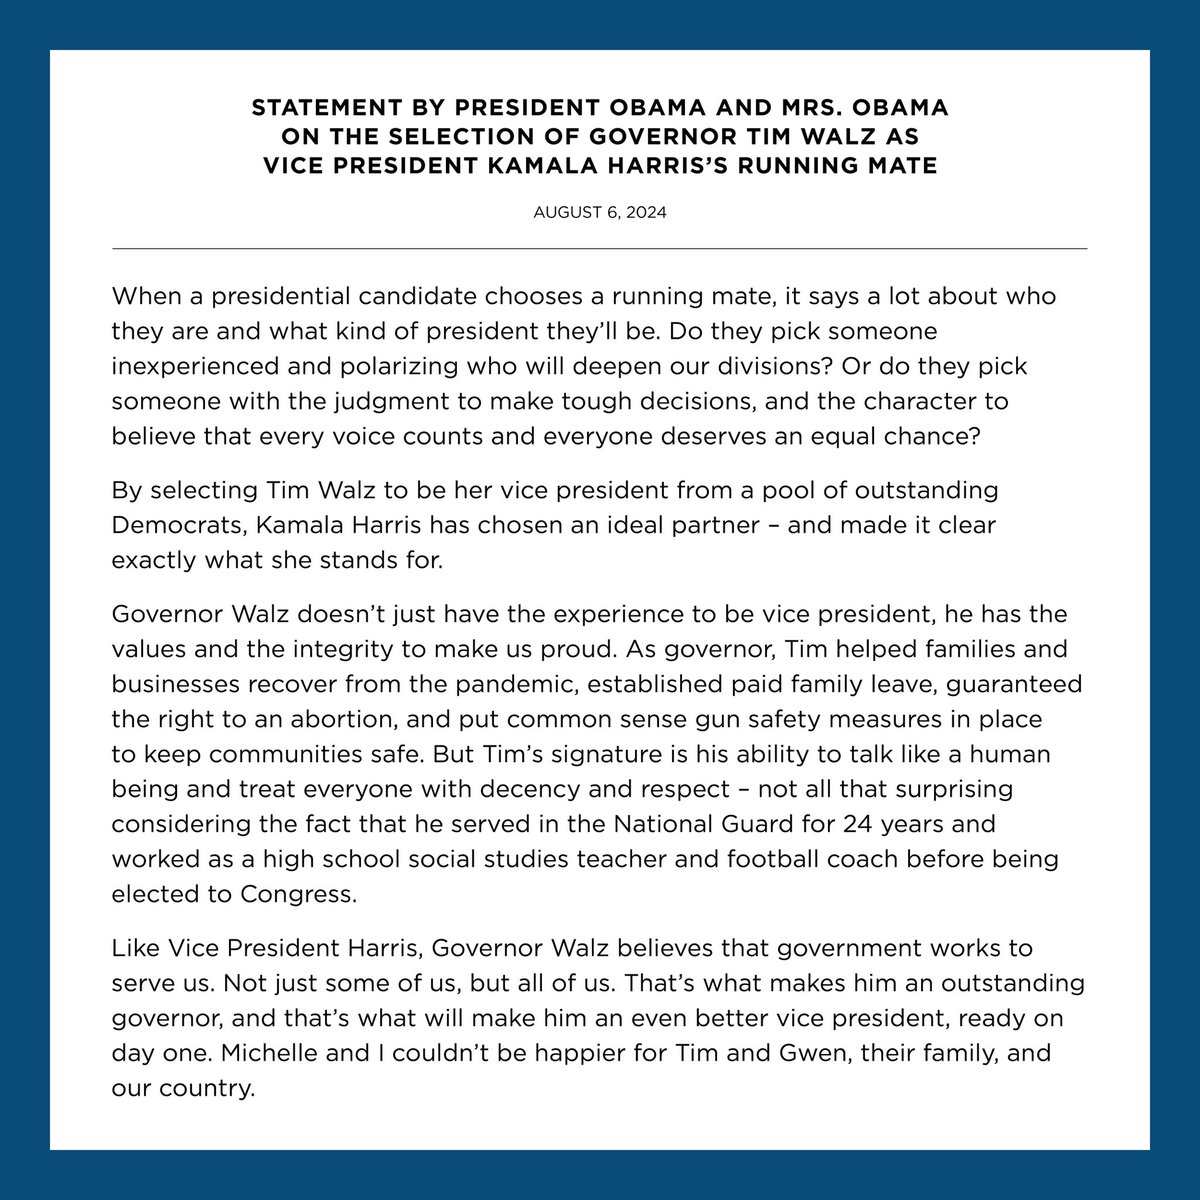 STATEMENT BY PRESIDENT OBAMA AND MRS. OBAMA
ON THE SELECTION OF GOVERNOR TIM WALZ AS
VICE PRESIDENT KAMALA HARRIS’S RUNNING MATE
AUGUST 6, 2024
When a presidential candidate chooses a running mate, it says a lot about who
they are and what kind of president they’ll be. Do they pick someone
inexperienced and polarizing who will deepen our divisions? Or do they pick
someone with the judgment to make tough decisions, and the character to
believe that every voice counts and everyone deserves an equal chance?
By selecting Tim Walz to be her vice president from a pool of outstanding
Democrats, Kamala Harris has chosen an ideal partner – and made it clear
exactly what she stands for.
Governor Walz doesn’t just have the experience to be vice president, he has the
values and the integrity to make us proud. As governor, Tim helped families and
businesses recover from the pandemic, established paid family leave, guaranteed
the right to an abortion, and put common sense gun safety measures in place
to keep communities safe. But Tim’s signature is his ability to talk like a human
being and treat everyone with decency and respect – not all that surprising
considering the fact that he served in the National Guard for 24 years and
worked as a high school social studies teacher and football coach before being
elected to Congress.
Like Vice President Harris, Governor Walz believes that government works to
serve us. Not just some of us, but all of us. That’s what makes him an outstanding
governor, and that’s what will make him an even better vice president, ready on
day one. Michelle and I couldn’t be happier for Tim and Gwen, their family, and
our country.